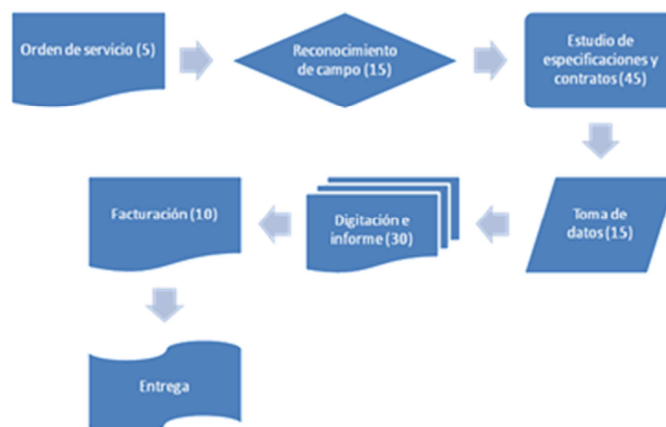 Orden de servicio (5)
Reconocimiento
de campo (15)
Estudio de
especificaciones y
contratos (45)
Toma de
datos (15)
Digitación e
informe (30)
Facturación (10)
Entrega